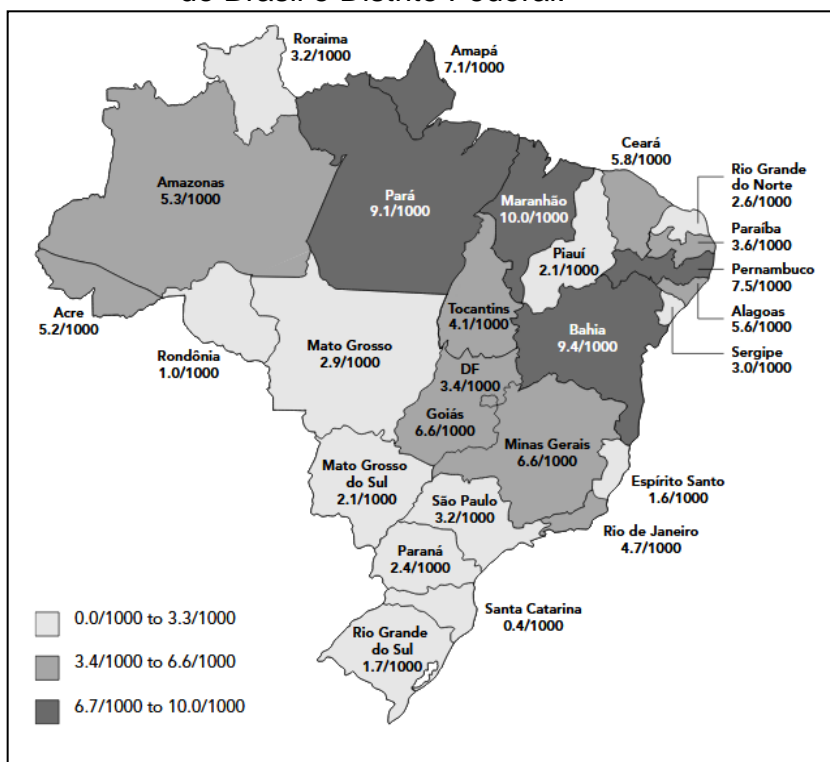 do Brasil e Distrito Federal.
Roraima
3.2/1000
Amapá
7.1/1000
Ceará
5.8/1000
Rio Grande
do Norte
2.6/1000
Amazonas
5.3/1000
Pará
9.1/1000
Maranhão
10.0/1000
Paraíba
3.6/1000
Piauí
2.1/1000
Pernambuco
7.5/1000
Acre
5.2/1000
Tocantins
4.1/1000
Alagoas
5.6/1000
Rondônia
1.0/1000
Mato Grosso
2.9/1000
Bahia
9.4/1000
Sergipe
3.0/1000
DF
3.4/1000
Goiás
6.6/1000
Minas Gerais
6.6/1000
Mato Grosso
do Sul
2.1/1000
Espírito Santo
1.6/1000
São Paulo
3.2/1000
Rio de Janeiro
4.7/1000
Paraná
2.4/1000
Santa Catarina
0.4/1000
Rio Grande
do Sul
1.7/1000
0.0/1000 to 3.3/1000
3.4/1000 to 6.6/1000
6.7/1000 to 10.0/1000